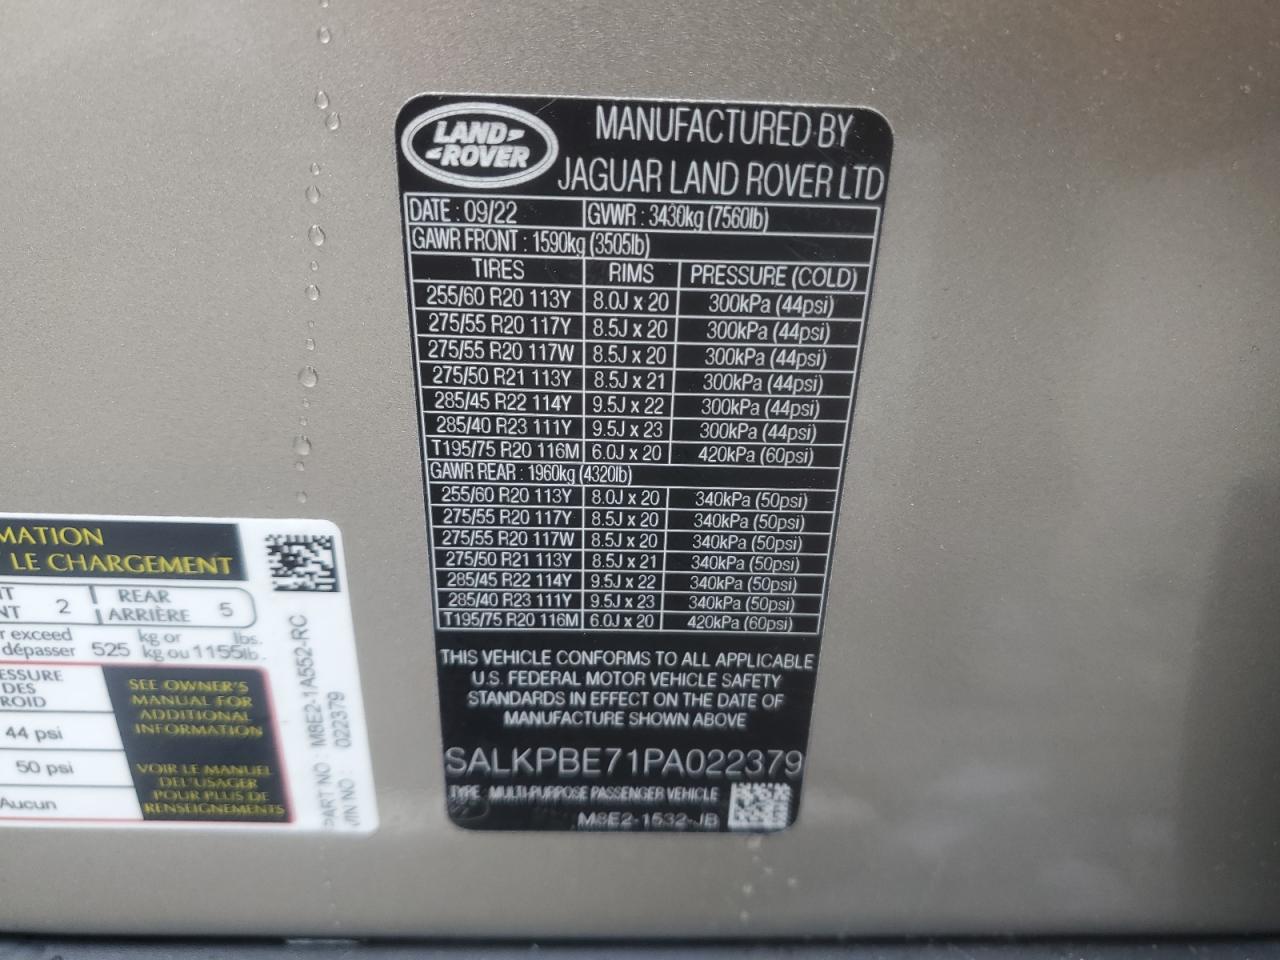 LAND
ROVER
MANUFACTURED BY
JAGUAR LAND ROVER LTD
DATE : 09/22 GVWR : 3430kg (7560lb)
GAWR FRONT : 1590kg (3505lb)
TIRES RIMS PRESSURE (COLD)
255/60 R20 113Y 8.0J x 20 300kPa (44psi)
275/55 R20 117Y 8.5J x 20 300kPa (44psi)
275/55 R20 117W 8.5J x 20 300kPa (44psi)
275/50 R21 113Y 8.5J x 21 300kPa (44psi)
285/45 R22 114Y 9.5J x 22 300kPa (44psi)
285/40 R23 111Y 9.5J x 23 300kPa (44psi)
T195/75 R20 116M 6.0J x 20 420kPa (60psi)
GAWR REAR : 1960kg (4320lb)
255/60 R20 113Y 8.0J x 20 340kPa (50psi)
275/55 R20 117Y 8.5J x 20 340kPa (50psi)
275/55 R20 117W 8.5J x 20 340kPa (50psi)
275/50 R21 113Y 8.5J x 21 340kPa (50psi)
285/45 R22 114Y 9.5J x 22 340kPa (50psi)
285/40 R23 111Y 9.5J x 23 340kPa (50psi)
T195/75 R20 116M 6.0J x 20 420kPa (60psi)
THIS VEHICLE CONFORMS TO ALL APPLICABLE
U.S. FEDERAL MOTOR VEHICLE SAFETY
STANDARDS IN EFFECT ON THE DATE OF
MANUFACTURE SHOWN ABOVE
SALKPBE71PA022379
TYPE : MULTI-PURPOSE PASSENGER VEHICLE
M8E2-1532-JB
MATION
LE CHARGEMENT
NT 2 REAR 5
NT ARRIÈRE
r exceed 525 kg or 1155 lbs.
dépasser kg ou lb.
ESSURE
DES
ROID
44 psi
50 psi
Aucun
SEE OWNER'S
MANUAL FOR
ADDITIONAL
INFORMATION
VOIR LE MANUEL
DEL'USAGER
POUR PLUS DE
RENSEIGNEMENTS
PART NO : M8E2-1A552-RC
VIN NO : 022379